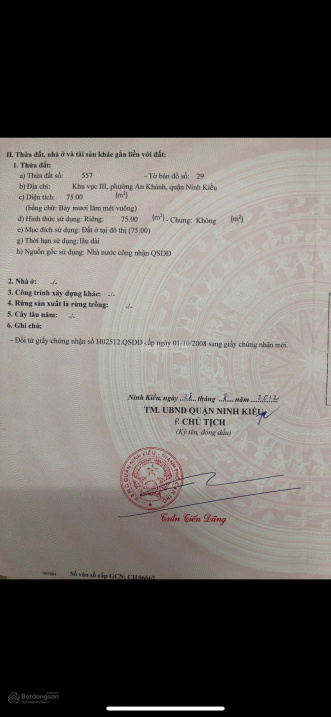 II. Thửa đất, nhà ở và tài sản khác gắn liền với đất:
1. Thửa đất:
a) Thửa đất số: 557 - Tờ bản đồ số: 29
b) Địa chỉ: Khu vực III, phường An Khánh, quận Ninh Kiều
c) Diện tích: 75.00 (m²)
(bằng chữ: Bảy mươi lăm mét vuông)
d) Hình thức sử dụng: Riêng: 75.00 (m²) - Chung: Không (m²)
e) Mục đích sử dụng: Đất ở tại đô thị (75.00)
g) Thời hạn sử dụng: lâu dài
h) Nguồn gốc sử dụng: Nhà nước công nhận QSDĐ
2. Nhà ở: -/-
3. Công trình xây dựng khác: -/-
4. Rừng sản xuất là rừng trồng: -/-
5. Cây lâu năm: -/-
6. Ghi chú:
- Đổi từ giấy chứng nhận số H02512.QSDĐ cấp ngày 01/10/2008 sang giấy chứng nhận mới.
Ninh Kiều, ngày tháng năm 2012
TM. UBND QUẬN NINH KIỀU
P. CHỦ TỊCH
(Ký tên, đóng dấu)
Trần Tiến Dũng
Số vào sổ cấp GCN: CH06667
Batdongsan